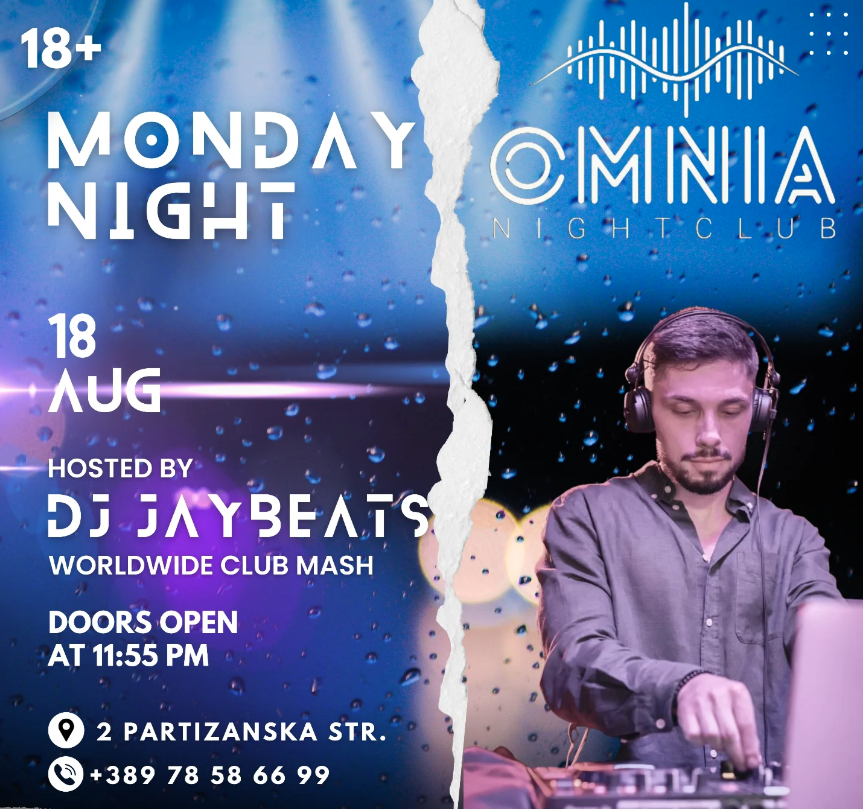 18+
MONDAY
NIGHT
OMNIA
NIGHTCLUB
18
AUG
HOSTED BY
DJ JAYBEATS
WORLDWIDE CLUB MASH
DOORS OPEN
AT 11:55 PM
2 PARTIZANSKA STR.
+389 78 58 66 99